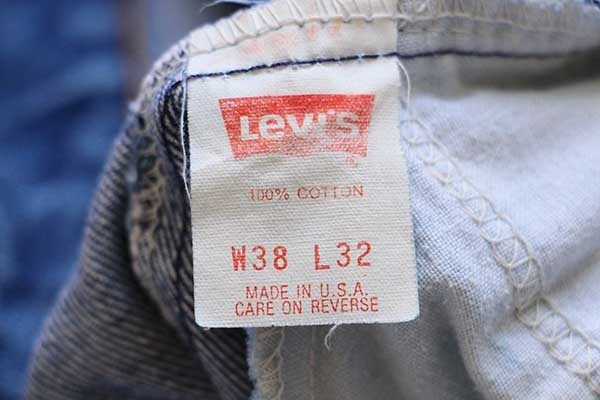 Levi's
®
100% COTTON
W38 L32
MADE IN U.S.A.
CARE ON REVERSE